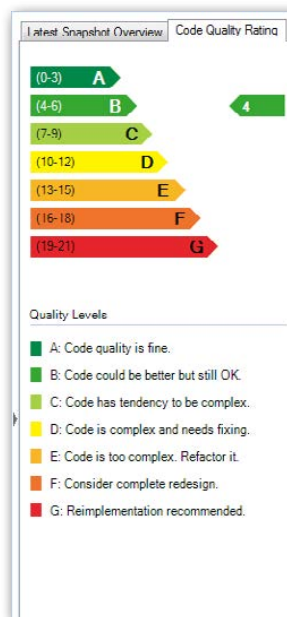 Latest Snapshot Overview Code Quality Rating
(0-3) A
(4-6) B 4
(7-9) C
(10-12) D
(13-15) E
(16-18) F
(19-21) G
Quality Levels
A: Code quality is fine.
B: Code could be better but still OK.
C: Code has tendency to be complex.
D: Code is complex and needs fixing.
E: Code is too complex. Refactor it.
F: Consider complete redesign.
G: Reimplementation recommended.